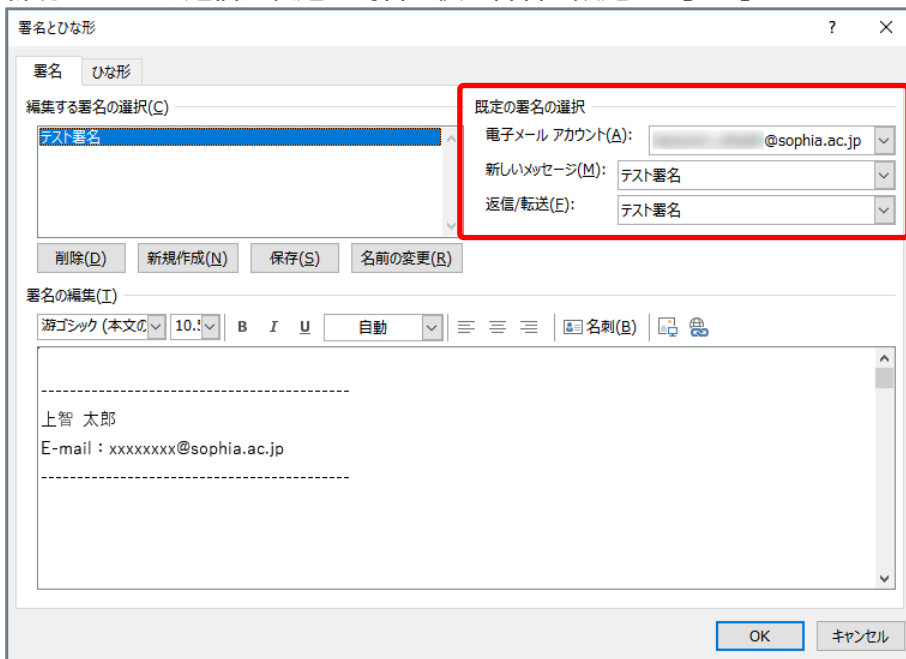 署名とひな形 ? ×
署名 ひな形
編集する署名の選択(C)
テスト署名
既定の署名の選択
電子メール アカウント(A): @sophia.ac.jp
新しいメッセージ(M): テスト署名
返信/転送(F): テスト署名
削除(D) 新規作成(N) 保存(S) 名前の変更(R)
署名の編集(T)
游ゴシック (本文の 10.5 B I U 自動 名刺(B)
------------------------------------------
上智 太郎
E-mail：xxxxxxxx@sophia.ac.jp
------------------------------------------
OK キャンセル